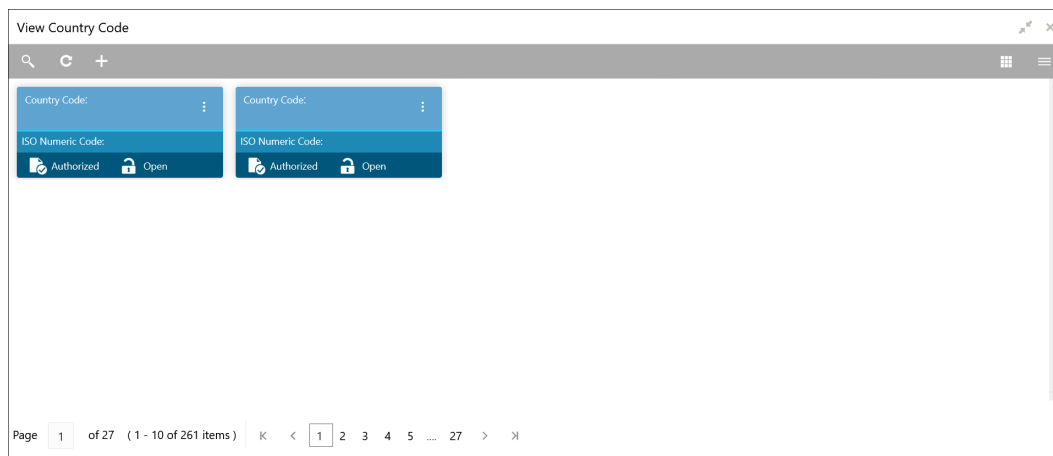 View Country Code
Country Code: Country Code:
ISO Numeric Code: ISO Numeric Code:
Authorized Open Authorized Open
Page 1 of 27 ( 1 - 10 of 261 items ) 1 2 3 4 5 .... 27